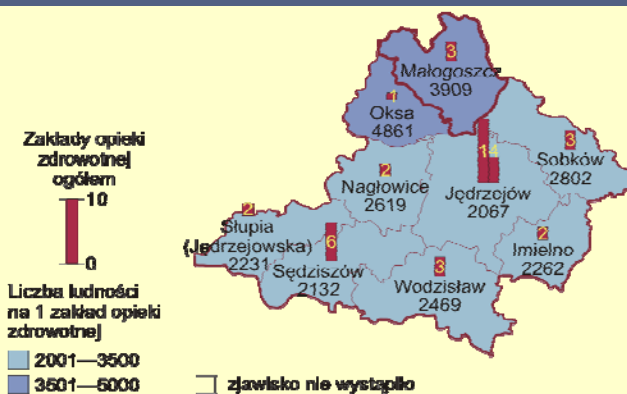 3
Małogoszcz
3909
1
Oksa
4861
Zakłady opieki
zdrowotnej
ogółem
10
0
3
Sobków
2802
14
Jędrzejów
2067
2
Nagłowice
2619
2
Słupia
(Jędrzejowska)
2231
6
Sędziszów
2132
2
Imielno
2262
3
Wodzisław
2469
Liczba ludności
na 1 zakład opieki
zdrowotnej
2001—3500
3501—5000
zjawisko nie wystąpiło